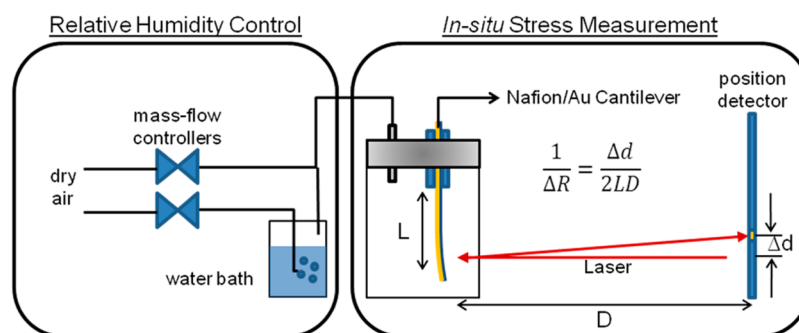 Relative Humidity Control
mass-flow
controllers
dry
air
water bath
In-situ Stress Measurement
Nafion/Au Cantilever
position
detector
1/ΔR = Δd/2LD
L
Δd
Laser
D